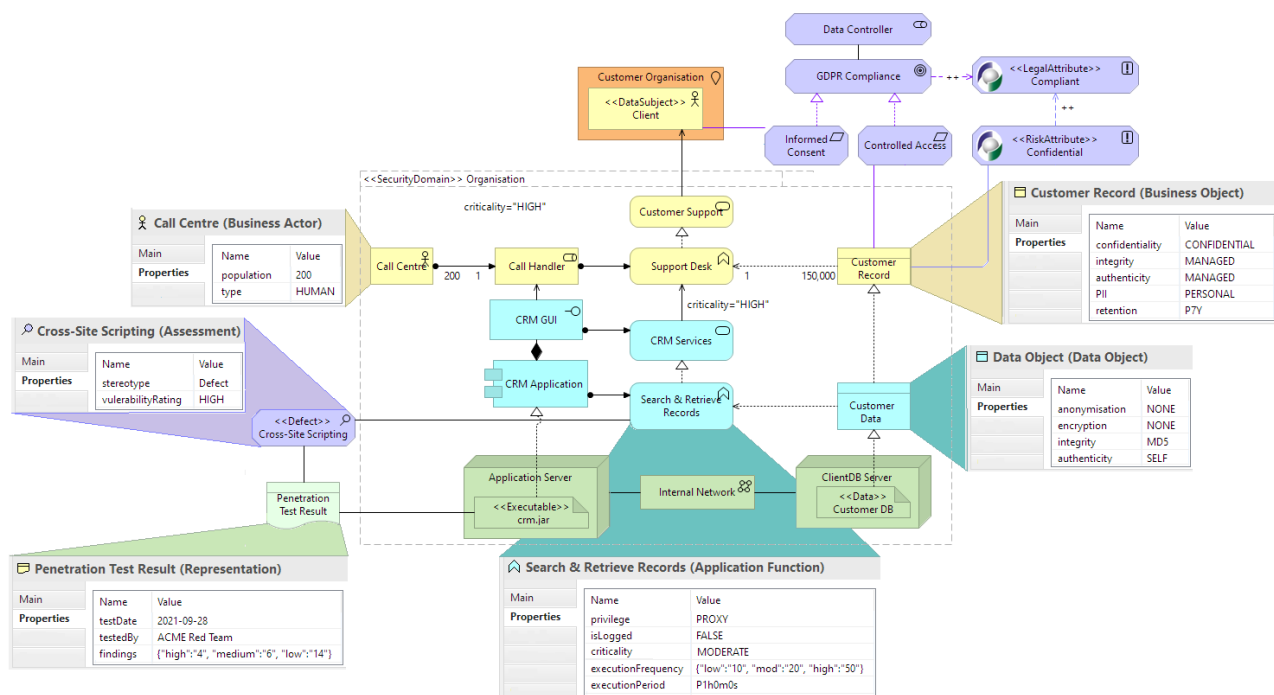 Data Controller
GDPR Compliance
++
<<LegalAttribute>>
Compliant
++
Customer Organisation
<<DataSubject>>
Client
Informed
Consent
Controlled Access
<<RiskAttribute>>
Confidential
<<SecurityDomain>> Organisation
criticality="HIGH"
Customer Support
Call Centre (Business Actor)
Main
Properties
Name Value
population 200
type HUMAN
Call Centre
200 1
Call Handler
Support Desk
1 150,000
Customer
Record
Customer Record (Business Object)
Main
Properties
Name Value
confidentiality CONFIDENTIAL
integrity MANAGED
authenticity MANAGED
PII PERSONAL
retention P7Y
criticality="HIGH"
CRM GUI
CRM Services
Cross-Site Scripting (Assessment)
Main
Properties
Name Value
stereotype Defect
vulerabilityRating HIGH
CRM Application
Search & Retrieve
Records
Customer
Data
Data Object (Data Object)
Main
Properties
Name Value
anonymisation NONE
encryption NONE
integrity MD5
authenticity SELF
<<Defect>>
Cross-Site Scripting
Application Server
<<Executable>>
crm.jar
Internal Network
ClientDB Server
<<Data>>
Customer DB
Penetration
Test Result
Penetration Test Result (Representation)
Main
Properties
Name Value
testDate 2021-09-28
testedBy ACME Red Team
findings {"high":"4", "medium":"6", "low":"14"}
Search & Retrieve Records (Application Function)
Main
Properties
Name Value
privilege PROXY
isLogged FALSE
criticality MODERATE
executionFrequency {"low":"10", "mod":"20", "high":"50"}
executionPeriod P1h0m0s